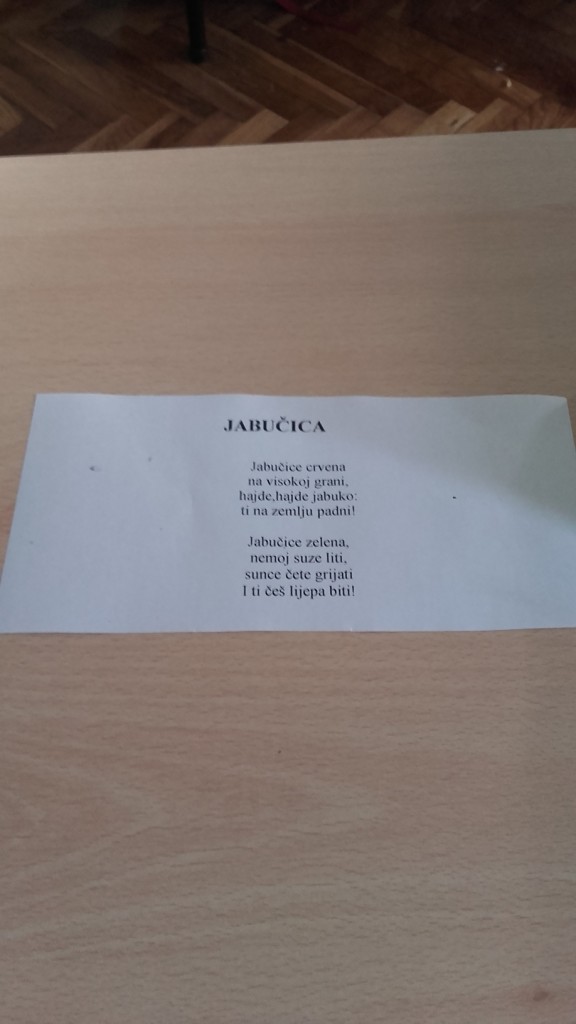 JABUČICA
Jabučice crvena
na visokoj grani,
hajde,hajde jabuko:
ti na zemlju padni!
Jabučice zelena,
nemoj suze liti,
sunce čete grijati
I ti češ lijepa biti!